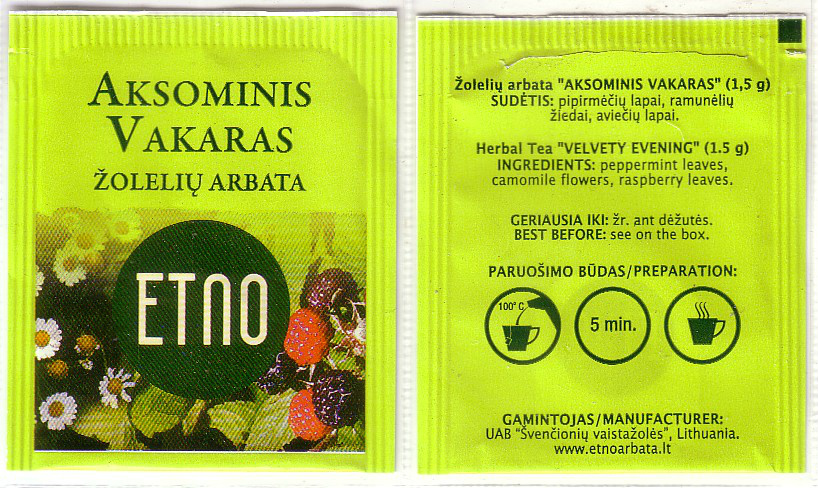 AKSOMINIS
VAKARAS
ŽOLELIŲ ARBATA
ETNO
Žolelių arbata "AKSOMINIS VAKARAS" (1,5 g)
SUDĖTIS: pipirmėčių lapai, ramunėlių
žiedai, aviečių lapai.
Herbal Tea "VELVETY EVENING" (1.5 g)
INGREDIENTS: peppermint leaves,
camomile flowers, raspberry leaves.
GERIAUSIA IKI: žr. ant dėžutės.
BEST BEFORE: see on the box.
PARUOŠIMO BŪDAS/PREPARATION:
100° C
5 min.
GAMINTOJAS/MANUFACTURER:
UAB "Švenčionių vaistažolės", Lithuania.
www.etnoarbata.lt